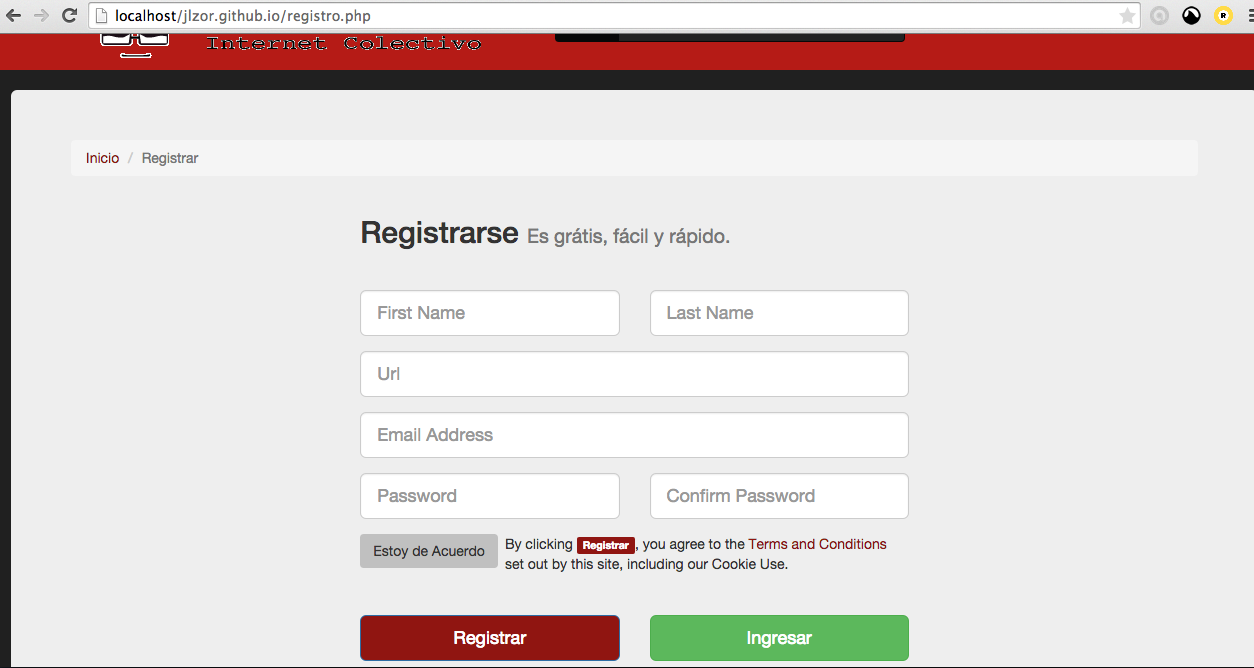 localhost/jlzor.github.io/registro.php
Internet Colectivo
Inicio / Registrar
Registrarse Es grátis, fácil y rápido.
First Name Last Name
Url
Email Address
Password Confirm Password
Estoy de Acuerdo By clicking Registrar, you agree to the Terms and Conditions
set out by this site, including our Cookie Use.
Registrar Ingresar